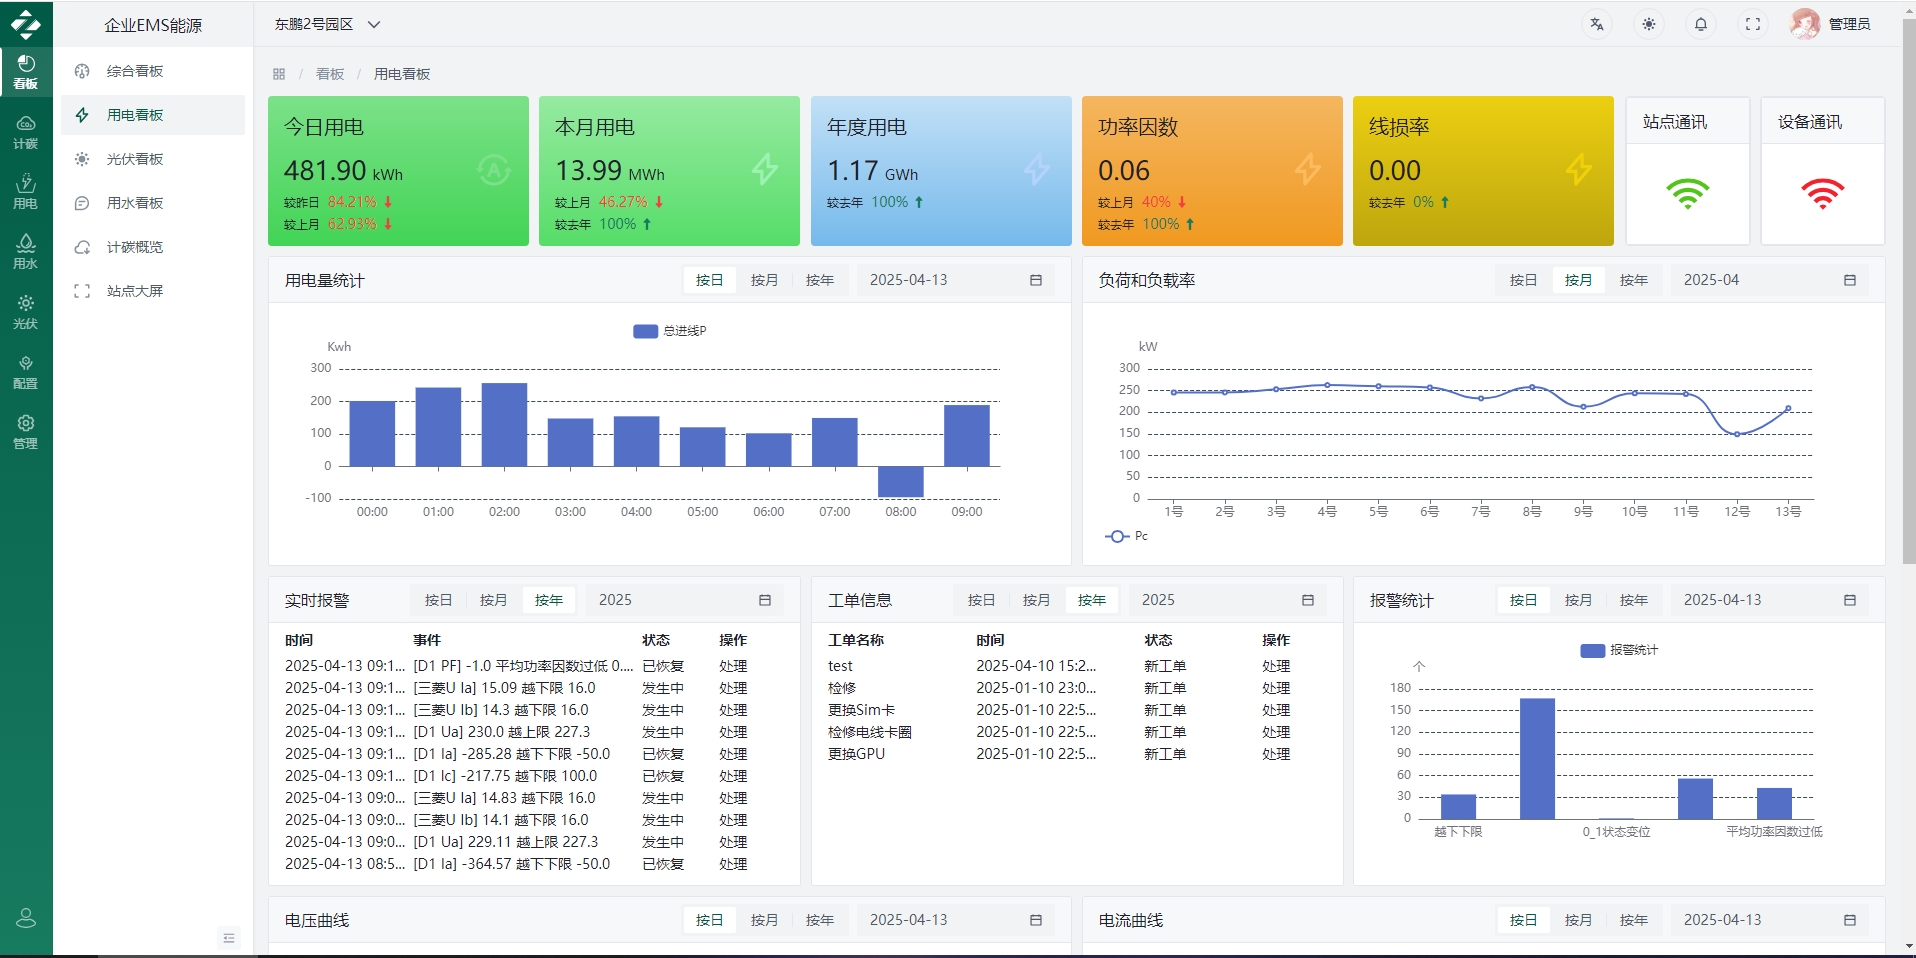 企业EMS能源
东鹏2号园区
管理员
看板
计碳
用电
用水
光伏
配置
管理
综合看板
用电看板
光伏看板
用水看板
计碳概览
站点大屏
看板 / 用电看板
今日用电
481.90 kWh
较昨日 84.21%
较上月 62.93%
本月用电
13.99 MWh
较上月 46.27%
较去年 100%
年度用电
1.17 GWh
较去年 100%
功率因数
0.06
较上月 40%
较去年 100%
线损率
0.00
较去年 0%
站点通讯
设备通讯
用电量统计 按日 按月 按年 2025-04-13
总进线P
Kwh
300
200
100
0
-100
00:00 01:00 02:00 03:00 04:00 05:00 06:00 07:00 08:00 09:00
负荷和负载率 按日 按月 按年 2025-04
kW
300
250
200
150
100
50
0
1号 2号 3号 4号 5号 6号 7号 8号 9号 10号 11号 12号 13号
Pc
实时报警 按日 按月 按年 2025
时间 事件 状态 操作
2025-04-13 09:1... [D1 PF] -1.0 平均功率因数过低 0.... 已恢复 处理
2025-04-13 09:1... [三菱U Ia] 15.09 越下限 16.0 发生中 处理
2025-04-13 09:1... [三菱U Ib] 14.3 越下限 16.0 发生中 处理
2025-04-13 09:1... [D1 Ua] 230.0 越上限 227.3 发生中 处理
2025-04-13 09:1... [D1 Ia] -285.28 越下下限 -50.0 已恢复 处理
2025-04-13 09:1... [D1 Ic] -217.75 越下限 100.0 已恢复 处理
2025-04-13 09:0... [三菱U Ia] 14.83 越下限 16.0 发生中 处理
2025-04-13 09:0... [三菱U Ib] 14.1 越下限 16.0 发生中 处理
2025-04-13 09:0... [D1 Ua] 229.11 越上限 227.3 发生中 处理
2025-04-13 08:5... [D1 Ia] -364.57 越下下限 -50.0 已恢复 处理
工单信息 按日 按月 按年 2025
工单名称 时间 状态 操作
test 2025-04-10 15:2... 新工单 处理
检修 2025-01-10 23:0... 新工单 处理
更换Sim卡 2025-01-10 22:5... 新工单 处理
检修电线卡圈 2025-01-10 22:5... 新工单 处理
更换GPU 2025-01-10 22:5... 新工单 处理
报警统计 按日 按月 按年 2025-04-13
报警统计
个
180
150
120
90
60
30
0
越下下限 0_1状态变位 平均功率因数过低
电压曲线 按日 按月 按年 2025-04-13
电流曲线 按日 按月 按年 2025-04-13